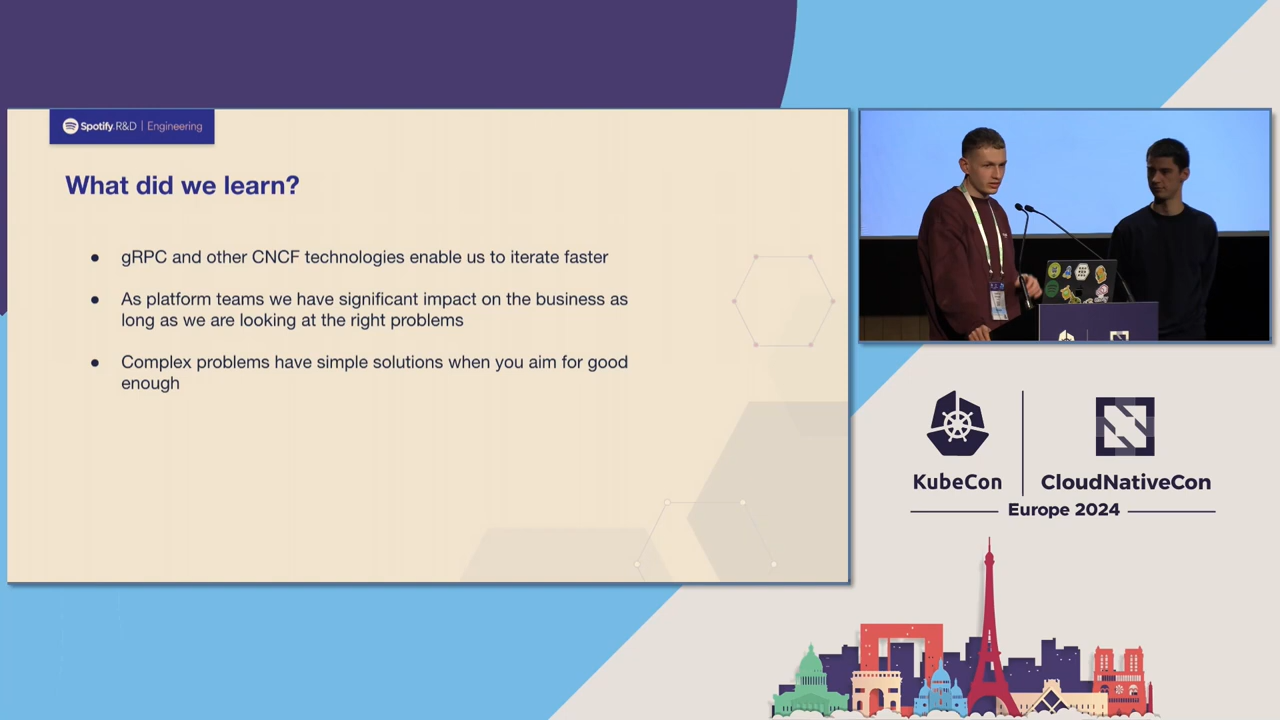 Spotify R&D | Engineering
What did we learn?
● gRPC and other CNCF technologies enable us to iterate faster
● As platform teams we have significant impact on the business as
long as we are looking at the right problems
● Complex problems have simple solutions when you aim for good
enough
KubeCon
CloudNativeCon
Europe 2024